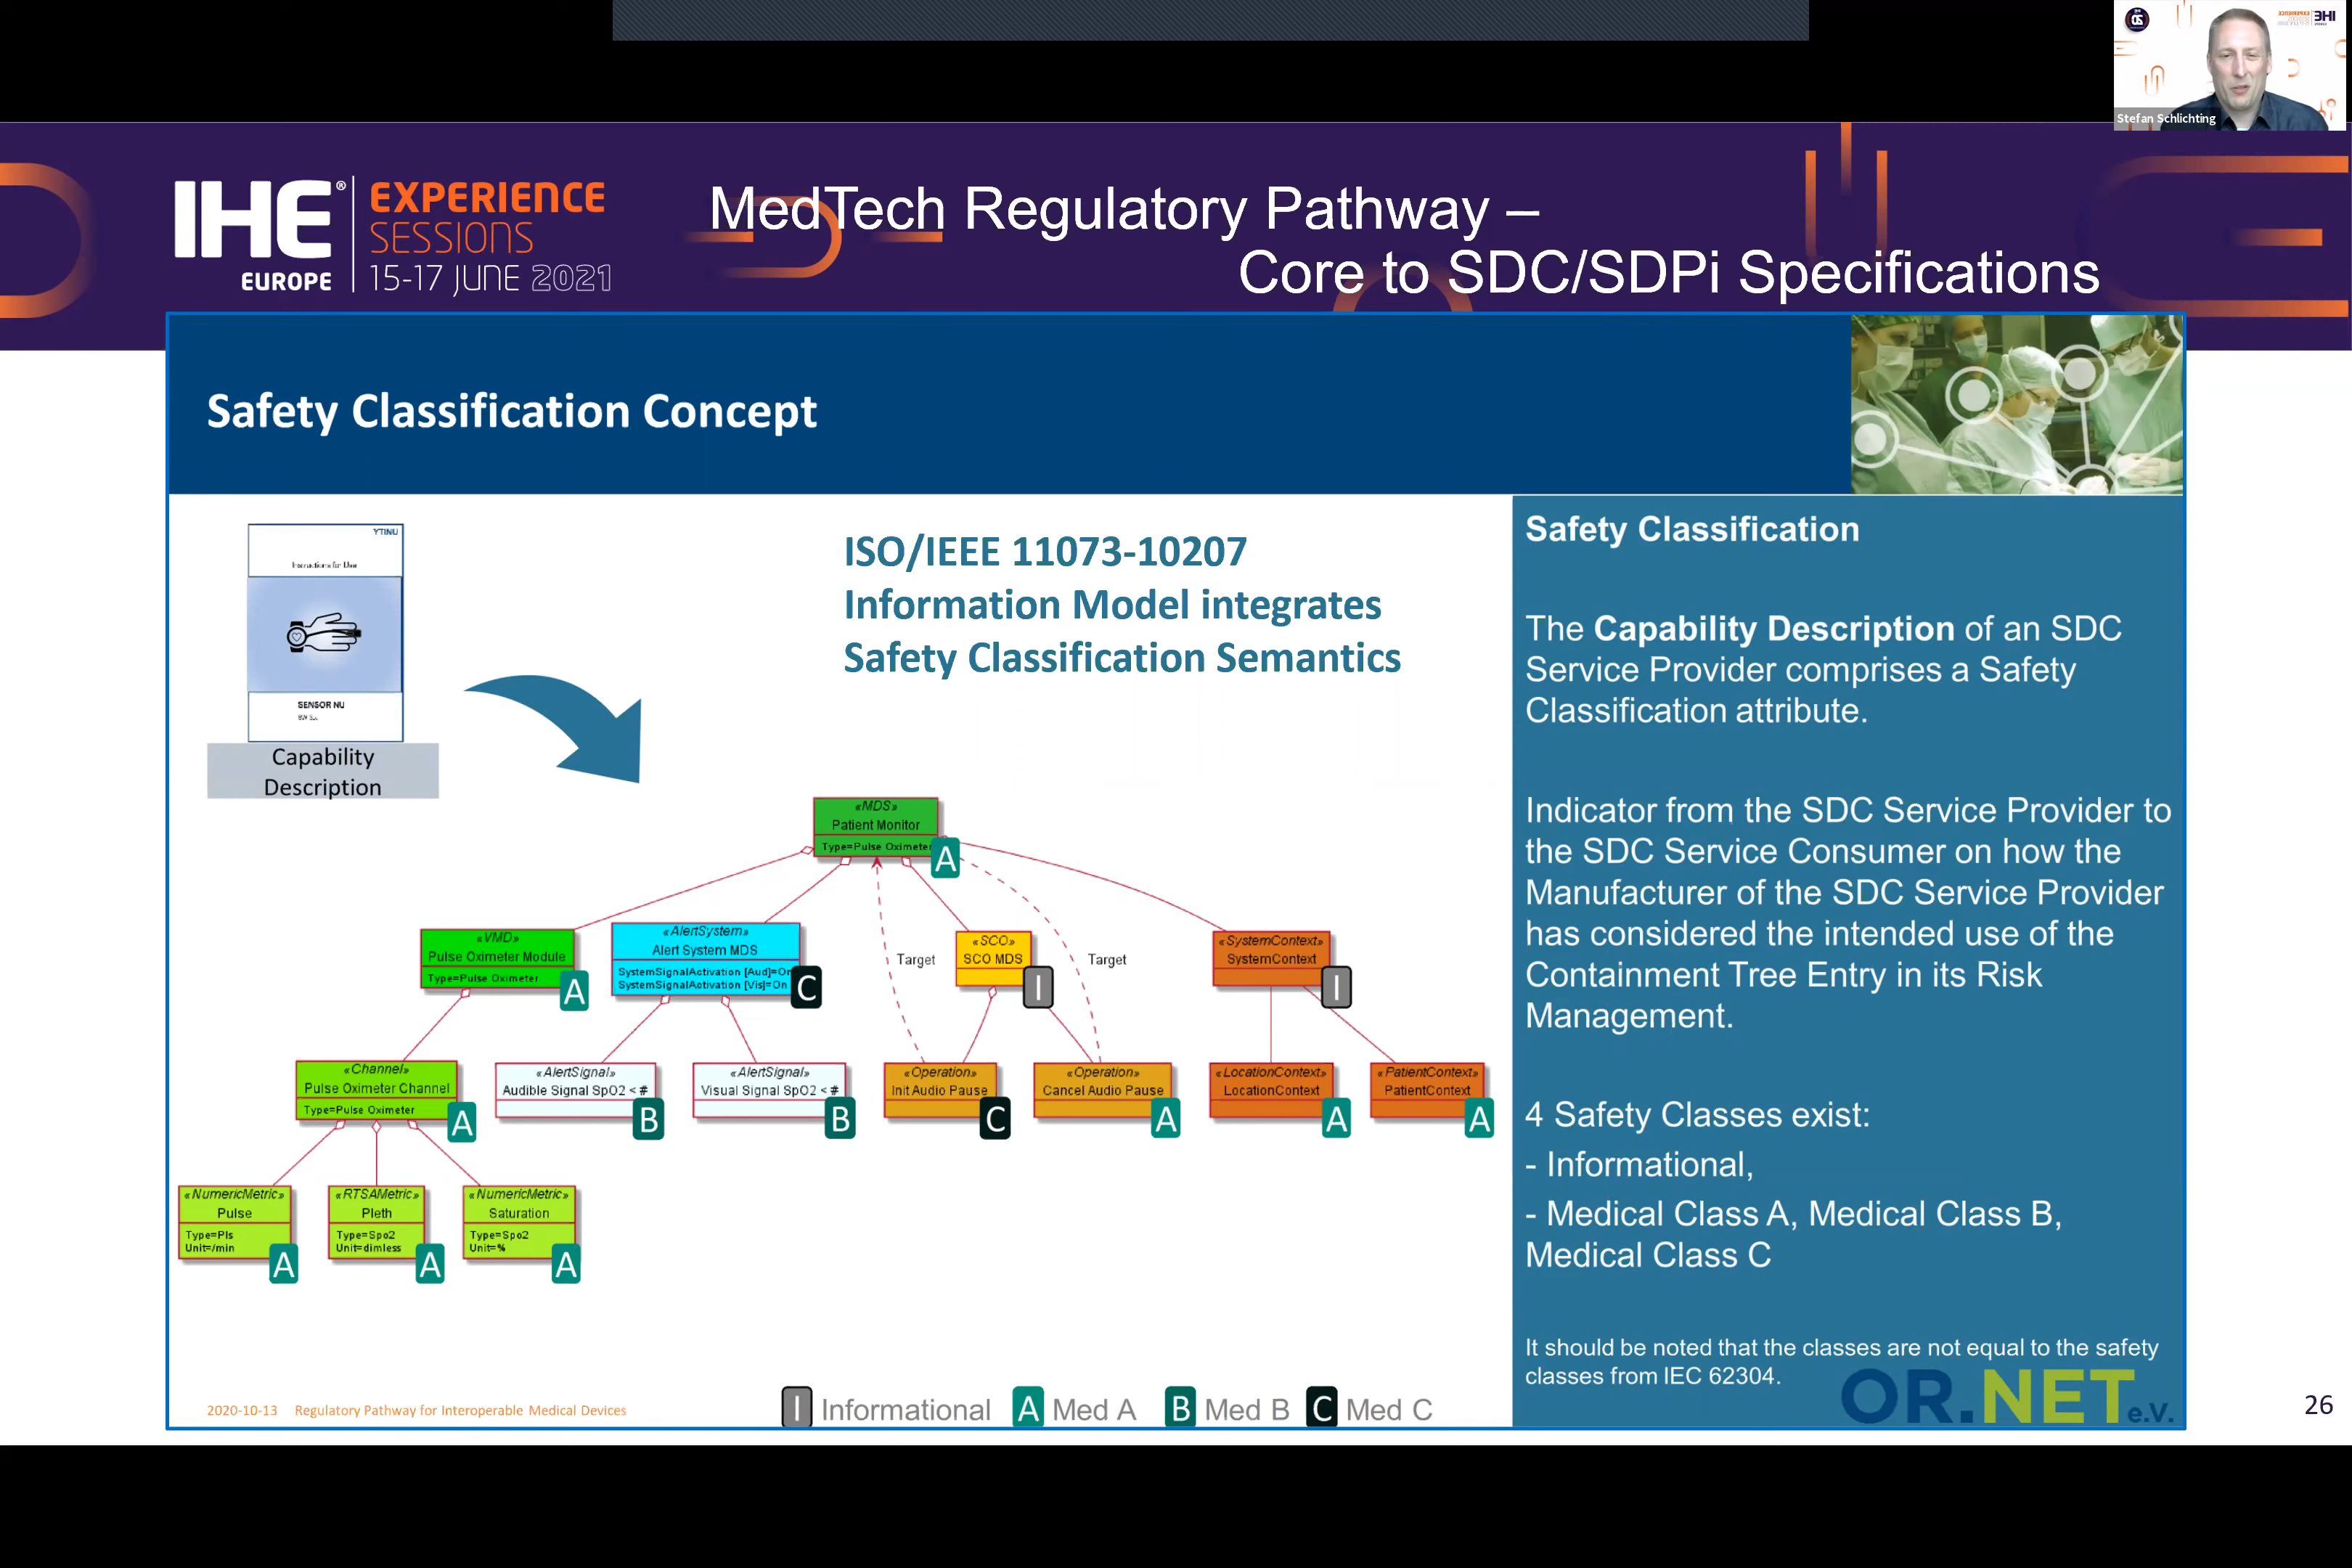 Stefan Schlichting
IHE®
EUROPE
EXPERIENCE
SESSIONS
15-17 JUNE 2021
MedTech Regulatory Pathway –
Core to SDC/SDPi Specifications
Safety Classification Concept
YTINU
Instructions for Use
SENSOR NU
Capability
Description
ISO/IEEE 11073-10207
Information Model integrates
Safety Classification Semantics
«MDS»
Patient Monitor
Type=Pulse Oximeter
A
«VMD»
Pulse Oximeter Module
Type=Pulse Oximeter
A
«AlertSystem»
Alert System MDS
SystemSignalActivation [Aud]=On
SystemSignalActivation [Vis]=On
C
Target
«SCO»
SCO MDS
I
Target
«SystemContext»
SystemContext
I
«Channel»
Pulse Oximeter Channel
Type=Pulse Oximeter
A
«AlertSignal»
Audible Signal SpO2 < #
B
«AlertSignal»
Visual Signal SpO2 < #
B
«Operation»
Init Audio Pause
C
«Operation»
Cancel Audio Pause
A
«LocationContext»
LocationContext
A
«PatientContext»
PatientContext
A
«NumericMetric»
Pulse
Type=Pls
Unit=/min
A
«RTSAMetric»
Pleth
Type=Spo2
Unit=dimless
A
«NumericMetric»
Saturation
Type=Spo2
Unit=%
A
2020-10-13 Regulatory Pathway for Interoperable Medical Devices
I Informational A Med A B Med B C Med C
Safety Classification
The Capability Description of an SDC
Service Provider comprises a Safety
Classification attribute.
Indicator from the SDC Service Provider to
the SDC Service Consumer on how the
Manufacturer of the SDC Service Provider
has considered the intended use of the
Containment Tree Entry in its Risk
Management.
4 Safety Classes exist:
- Informational,
- Medical Class A, Medical Class B,
Medical Class C
It should be noted that the classes are not equal to the safety
classes from IEC 62304.
OR.NET e.V.
26